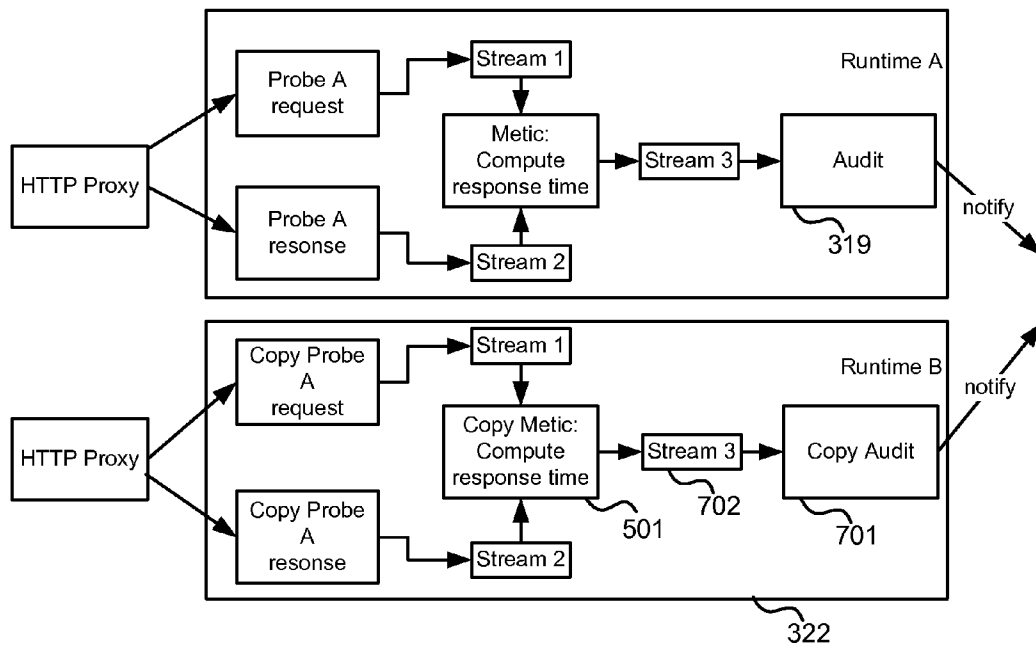 Stream 1
Runtime A
Probe A
request
Metic:
Compute
response time
Stream 3
Audit
HTTP Proxy
notify
319
Probe A
resonse
Stream 2
Stream 1
Runtime B
Copy Probe
A
request
notify
Copy Metic:
Compute
response time
Stream 3
Copy Audit
HTTP Proxy
702
501
701
Copy Probe
A
resonse
Stream 2
322